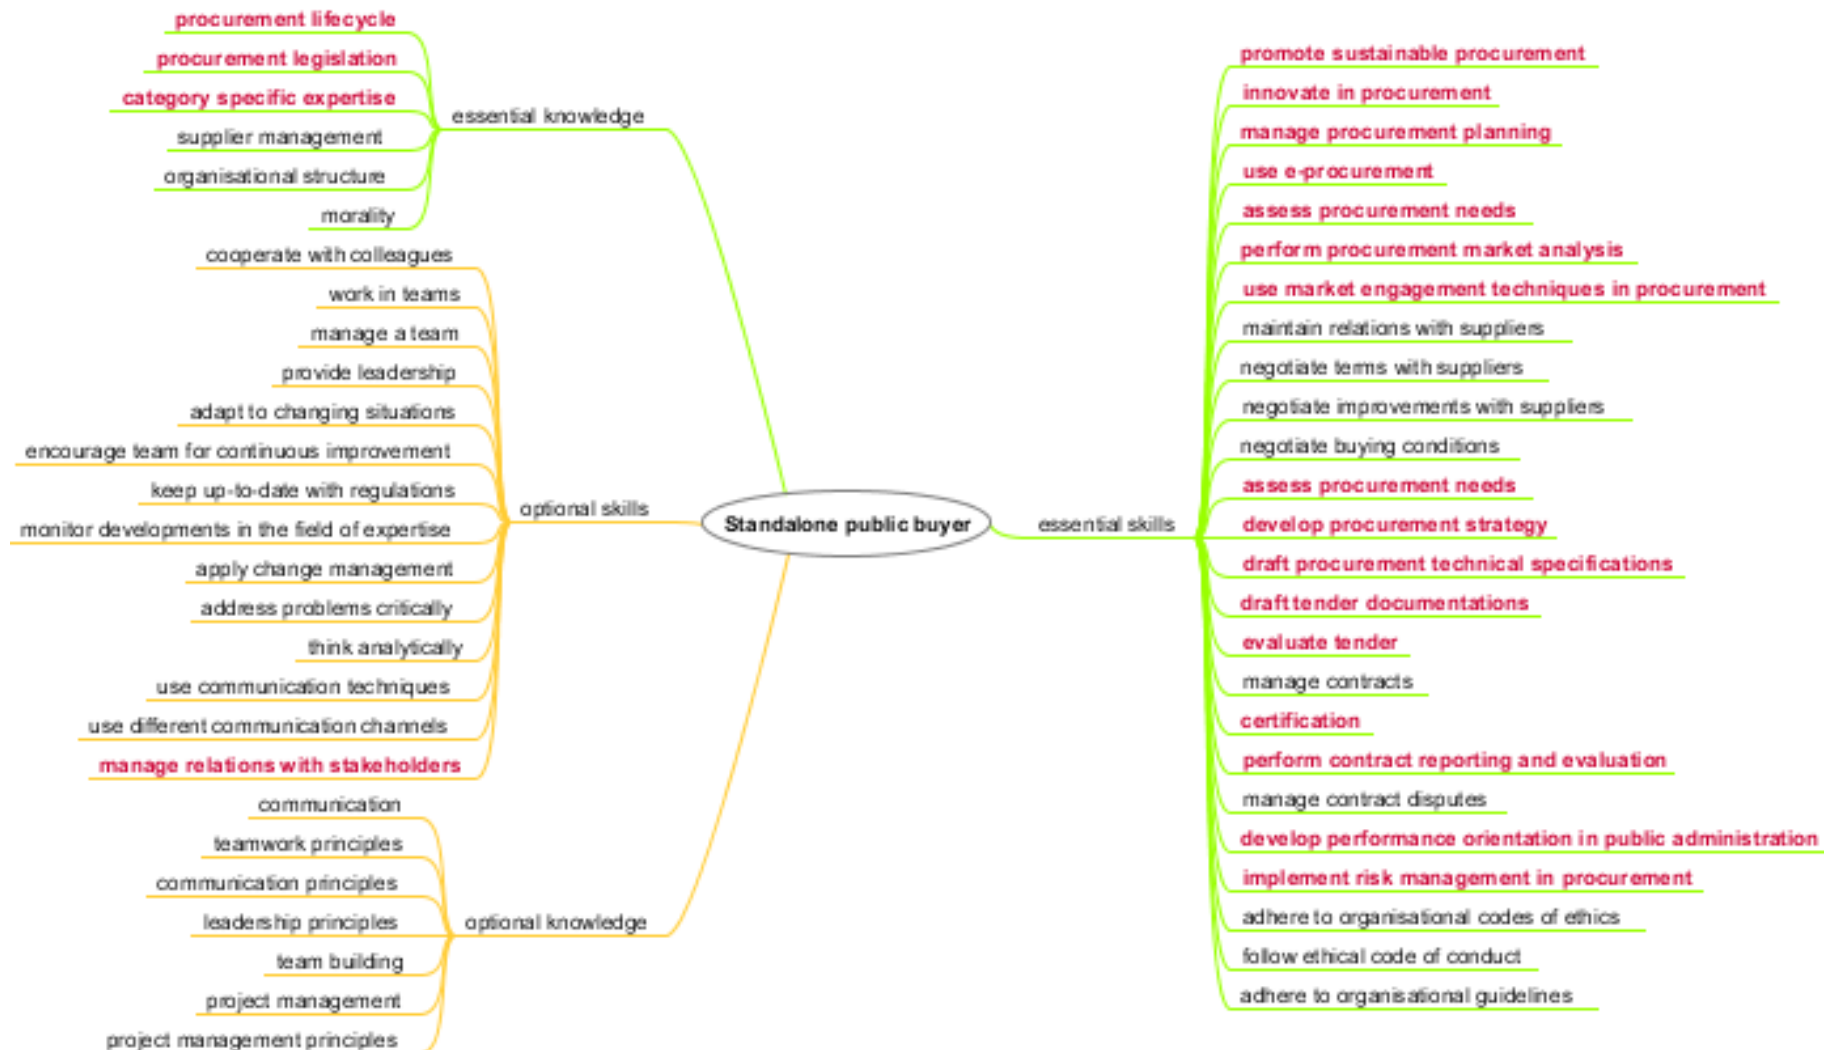 procurement lifecycle
procurement legislation
category specific expertise
supplier management
organisational structure
morality
essential knowledge
cooperate with colleagues
work in teams
manage a team
provide leadership
adapt to changing situations
encourage team for continuous improvement
keep up-to-date with regulations
monitor developments in the field of expertise
apply change management
address problems critically
think analytically
use communication techniques
use different communication channels
manage relations with stakeholders
optional skills
communication
teamwork principles
communication principles
leadership principles
team building
project management
project management principles
optional knowledge
Standalone public buyer
essential skills
promote sustainable procurement
innovate in procurement
manage procurement planning
use e-procurement
assess procurement needs
perform procurement market analysis
use market engagement techniques in procurement
maintain relations with suppliers
negotiate terms with suppliers
negotiate improvements with suppliers
negotiate buying conditions
assess procurement needs
develop procurement strategy
draft procurement technical specifications
draft tender documentations
evaluate tender
manage contracts
certification
perform contract reporting and evaluation
manage contract disputes
develop performance orientation in public administration
implement risk management in procurement
adhere to organisational codes of ethics
follow ethical code of conduct
adhere to organisational guidelines